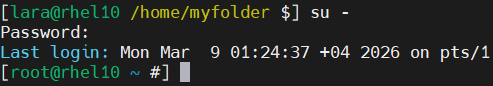 [lara@rhel10 /home/myfolder $] su -
Password:
Last login: Mon Mar  9 01:24:37 +04 2026 on pts/1
[root@rhel10 ~ #]